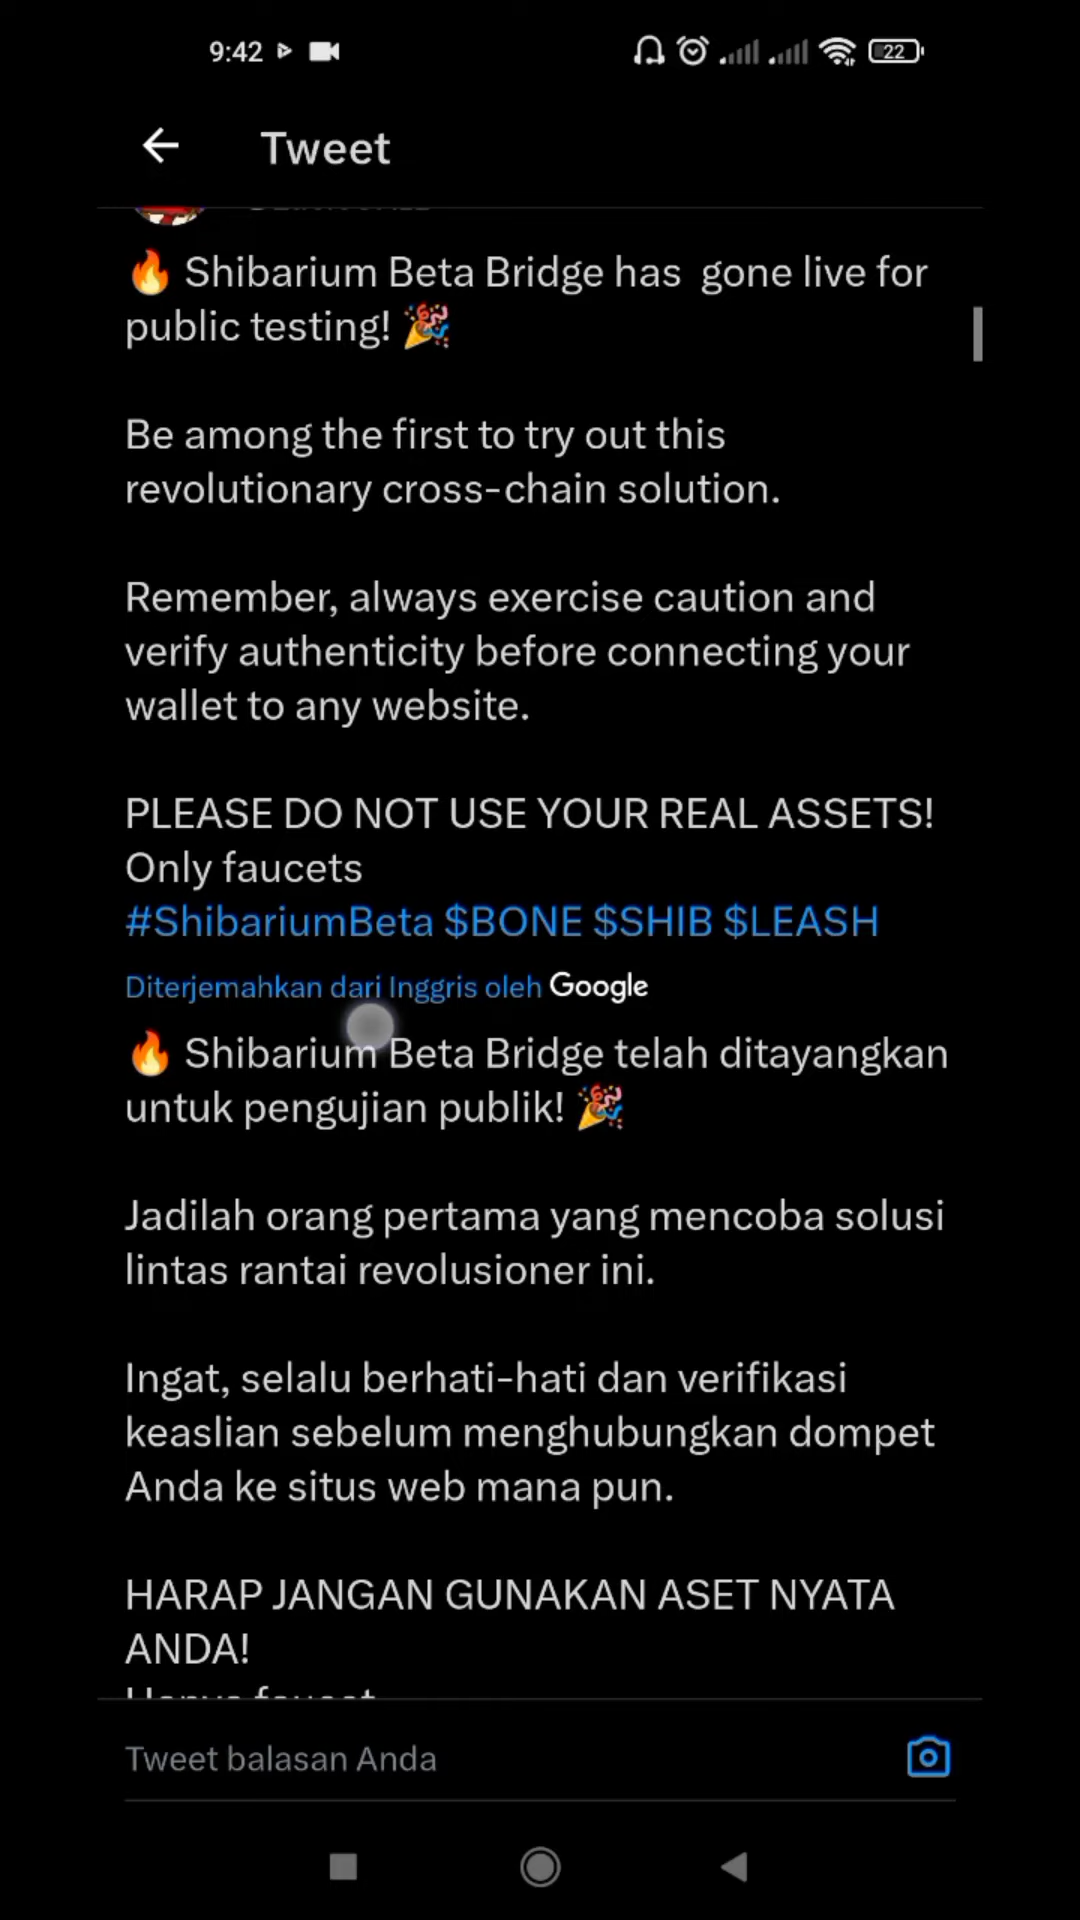 9:42
22
Tweet
🔥 Shibarium Beta Bridge has gone live for
public testing! 🎉
Be among the first to try out this
revolutionary cross-chain solution.
Remember, always exercise caution and
verify authenticity before connecting your
wallet to any website.
PLEASE DO NOT USE YOUR REAL ASSETS!
Only faucets
#ShibariumBeta $BONE $SHIB $LEASH
Diterjemahkan dari Inggris oleh Google
🔥 Shibarium Beta Bridge telah ditayangkan
untuk pengujian publik! 🎉
Jadilah orang pertama yang mencoba solusi
lintas rantai revolusioner ini.
Ingat, selalu berhati-hati dan verifikasi
keaslian sebelum menghubungkan dompet
Anda ke situs web mana pun.
HARAP JANGAN GUNAKAN ASET NYATA
ANDA!
Hanya faucet
Tweet balasan Anda